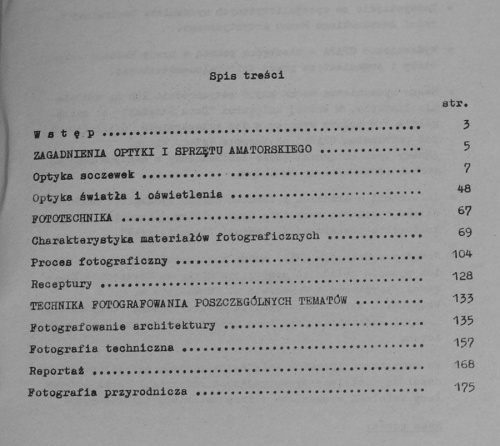 Spis treści
str.
W s t ę p ................................................ 3
ZAGADNIENIA OPTYKI I SPRZĘTU AMATORSKIEGO ............... 5
Optyka soczewek .......................................... 7
Optyka światła i oświetlenia ............................. 48
FOTOTECHNIKA ............................................. 67
Charakterystyka materiałów fotograficznych ............... 69
Proces fotograficzny ..................................... 104
Receptury ................................................ 128
TECHNIKA FOTOGRAFOWANIA POSZCZEGÓLNYCH TEMATÓW .......... 133
Fotografowanie architektury .............................. 135
Fotografia techniczna .................................... 157
Reportaż ................................................. 168
Fotografia przyrodnicza .................................. 175